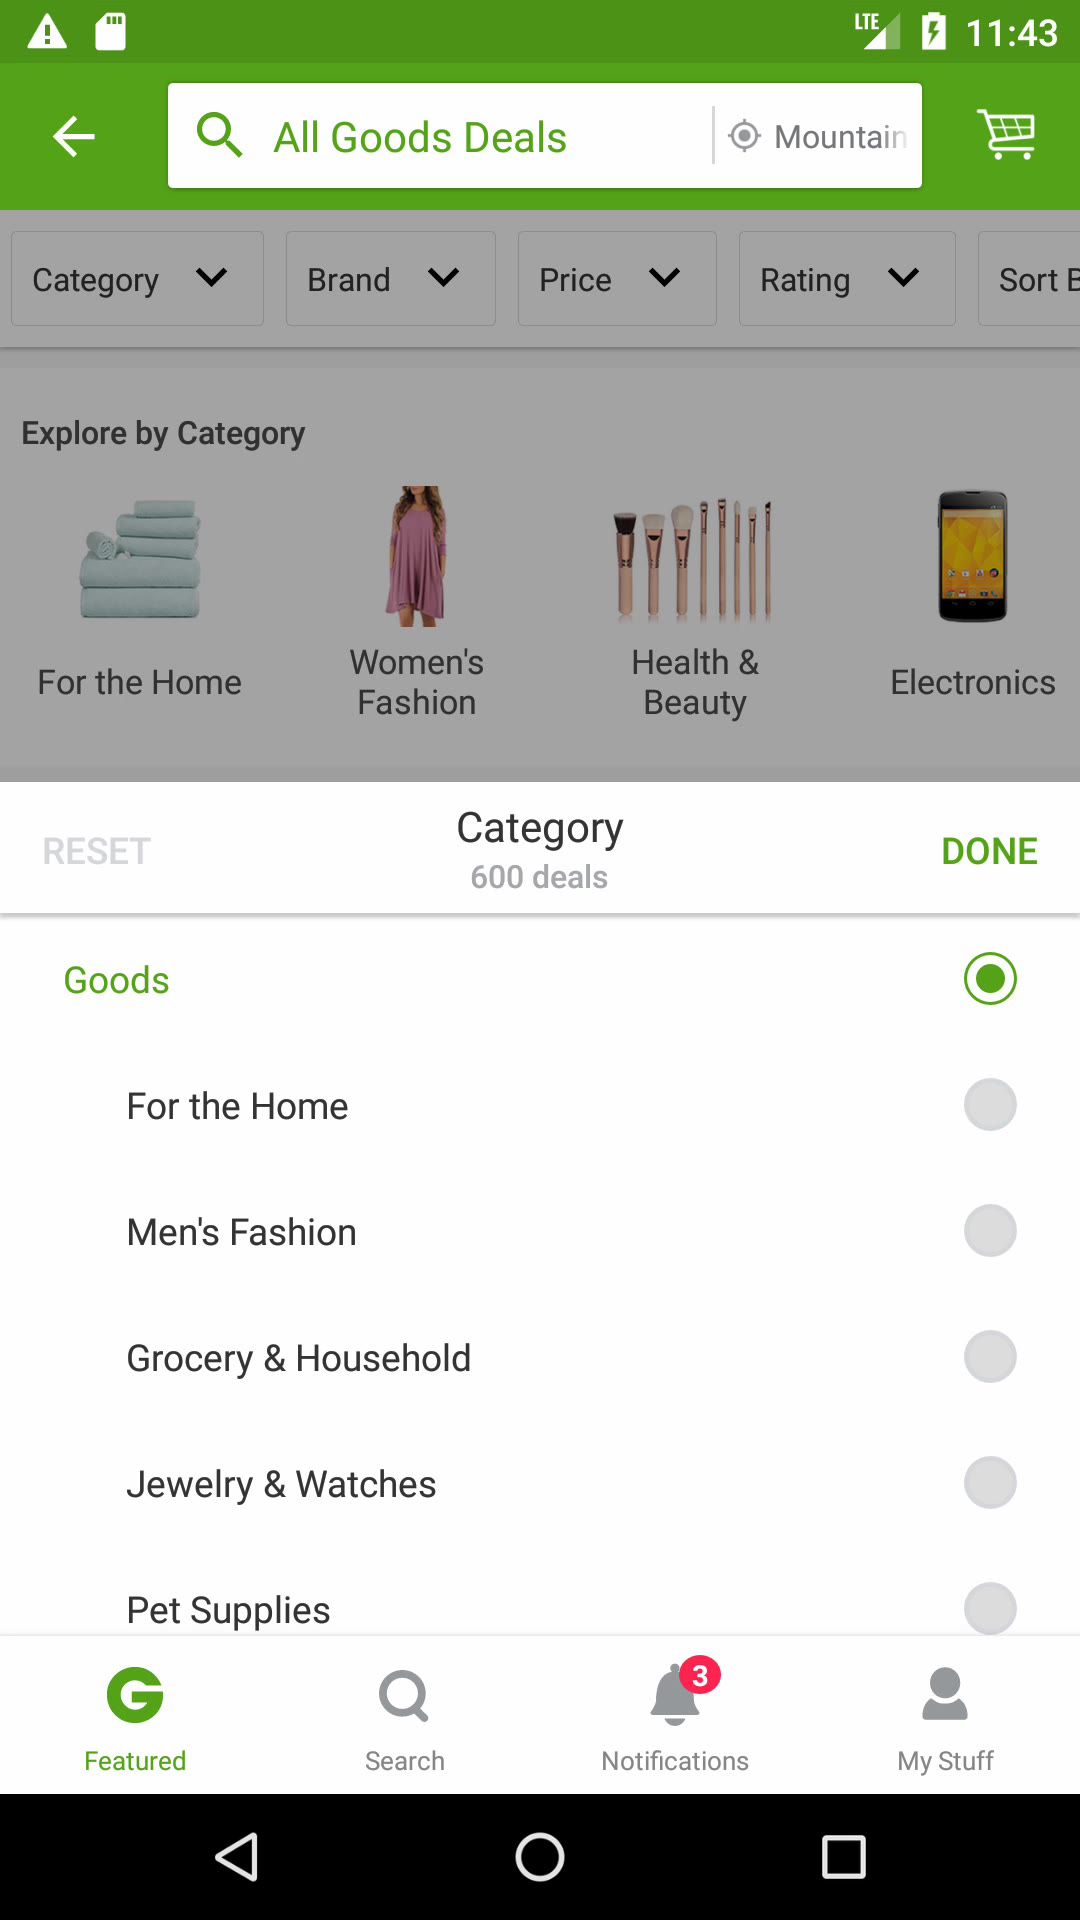 LTE 11:43
All Goods Deals Mountain
Category Brand Price Rating Sort B
Explore by Category
For the Home
Women's
Fashion
Health &
Beauty
Electronics
RESET
Category
600 deals
DONE
Goods
For the Home
Men's Fashion
Grocery & Household
Jewelry & Watches
Pet Supplies
3
Featured Search Notifications My Stuff